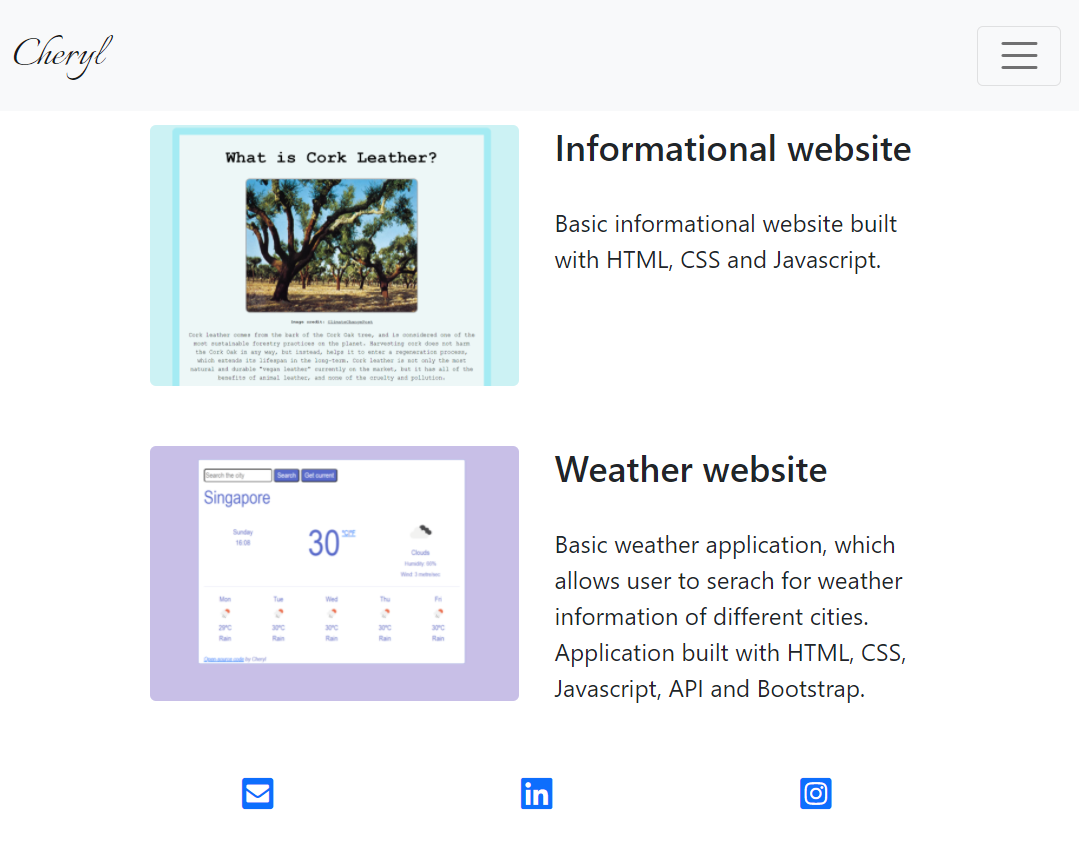 Cheryl
What is Cork Leather?
Image credit:
Cork leather comes from the bark of the Cork Oak tree, and is considered one of the
most sustainable forestry practices on the planet. Harvesting cork does not harm
the Cork Oak in any way, but instead, helps it to enter a regeneration process,
which extends its lifespan in the long-term. Cork leather is not only the most
natural and durable "vegan leather" currently on the market, but it has all of the
benefits of animal leather, and none of the cruelty and pollution.
Informational website
Basic informational website built
with HTML, CSS and Javascript.
Search the city Search Get current
Singapore
Sunday
16:08
30 °C/°F
Clouds
Humidity: 66%
Wind: 3 metre/sec
Mon Tue Wed Thu Fri
29°C 30°C 30°C 30°C 30°C
Rain Rain Rain Rain Rain
Open-source code by Cheryl
Weather website
Basic weather application, which
allows user to serach for weather
information of different cities.
Application built with HTML, CSS,
Javascript, API and Bootstrap.
in